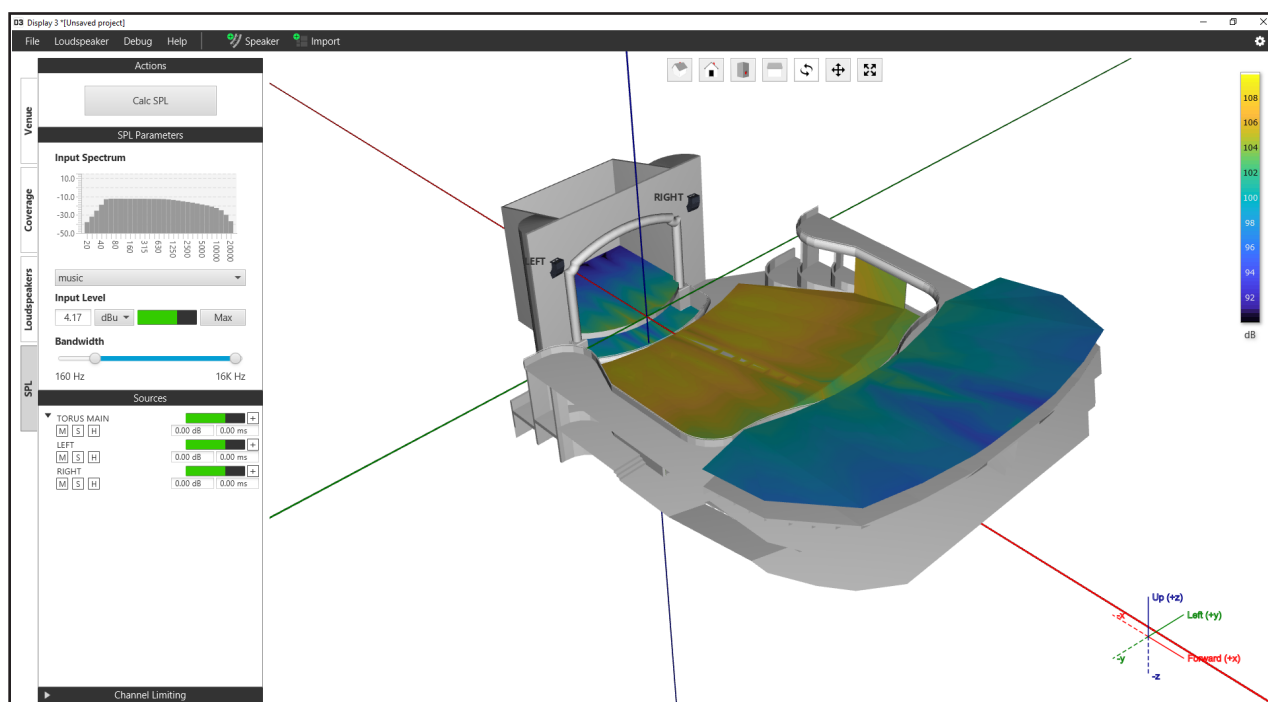 D3 Display 3 *[Unsaved project]
File Loudspeaker Debug Help Speaker Import
Actions
Calc SPL
SPL Parameters
Input Spectrum
10.0
-10.0
-30.0
-50.0
20 40 80 160 315 630 1250 2500 5000 10000 20000
music
Input Level
4.17 dBu Max
Bandwidth
160 Hz 16K Hz
Sources
TORUS MAIN
M S H 0.00 dB 0.00 ms
LEFT
M S H 0.00 dB 0.00 ms
RIGHT
M S H 0.00 dB 0.00 ms
Channel Limiting
Venue
Coverage
Loudspeakers
SPL
RIGHT
LEFT
108
106
104
102
100
98
96
94
92
dB
Up (+z)
-x
Left (+y)
-y
Forward (+x)
-z